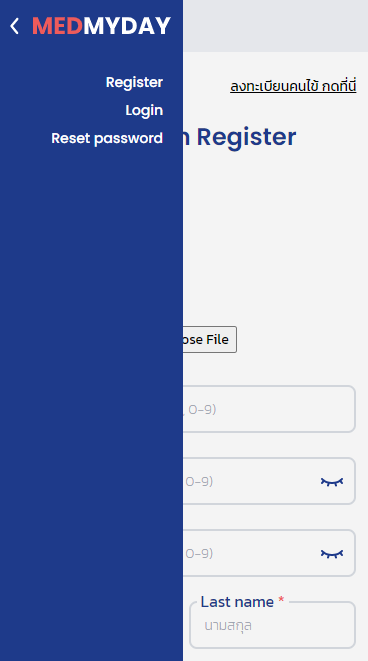 MEDMYDAY
Register
Login
Reset password
ลงทะเบียนคนไข้ กดที่นี่
Register
File
0-9)
0-9)
0-9)
Last name *
นามสกุล